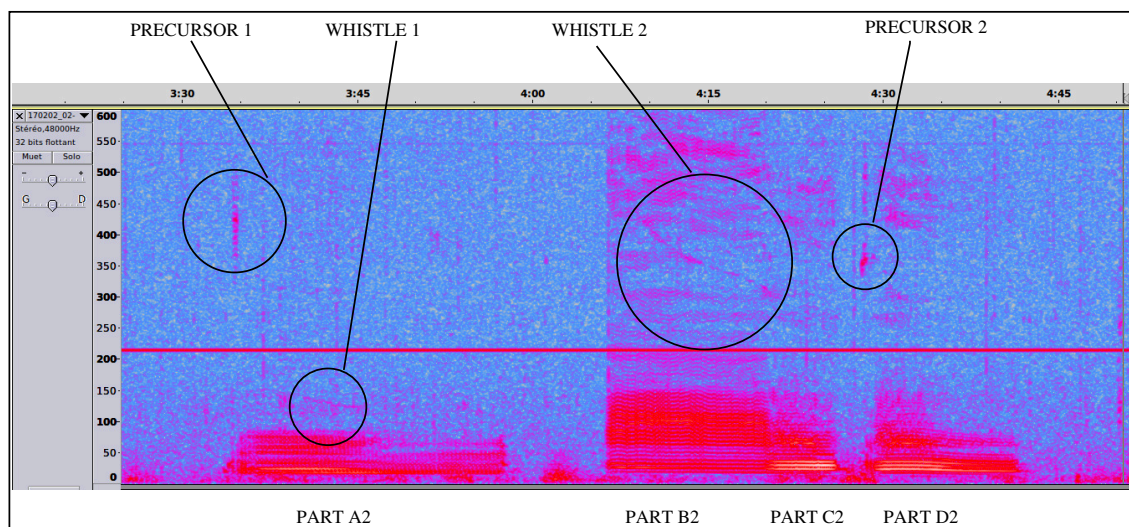 PRECURSOR 1 WHISTLE 1 WHISTLE 2 PRECURSOR 2
3:30 3:45 4:00 4:15 4:30 4:45
170202_02-
Stéréo,48000Hz
32 bits flottant
Muet Solo
- +
G D
600
550
500
450
400
350
300
250
200
150
100
50
0
PART A2 PART B2 PART C2 PART D2